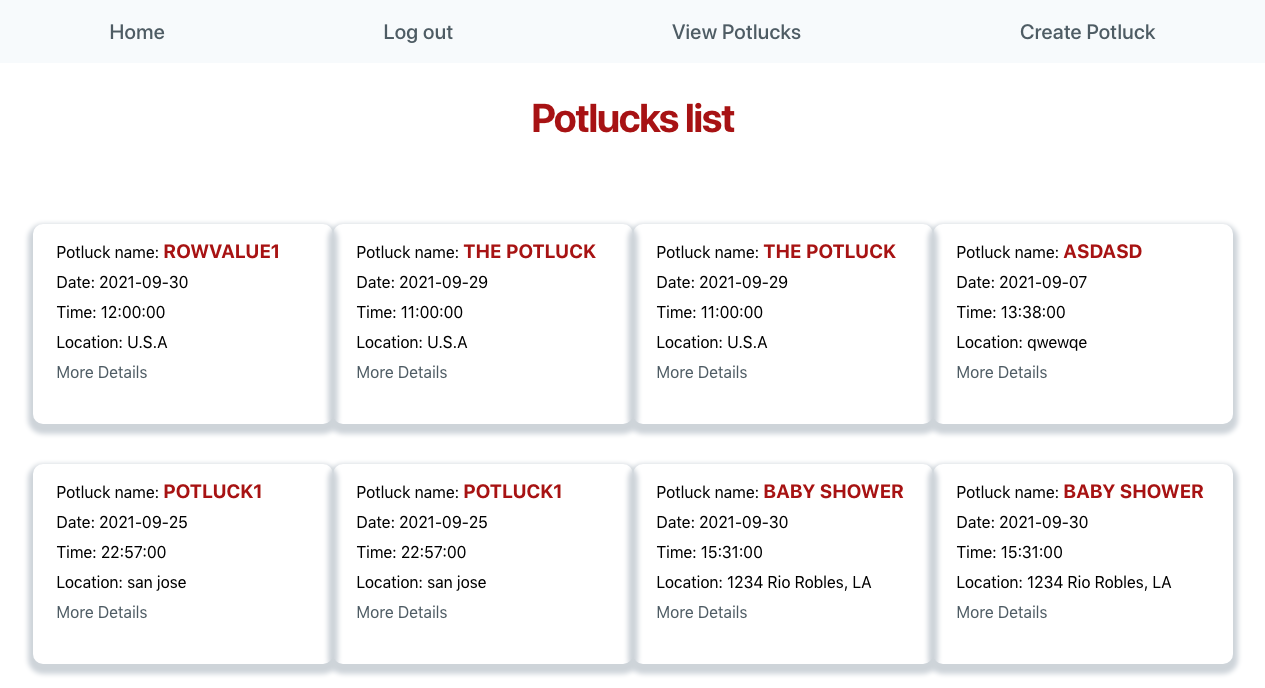 Home Log out View Potlucks Create Potluck
Potlucks list
Potluck name: ROWVALUE1
Date: 2021-09-30
Time: 12:00:00
Location: U.S.A
More Details
Potluck name: THE POTLUCK
Date: 2021-09-29
Time: 11:00:00
Location: U.S.A
More Details
Potluck name: THE POTLUCK
Date: 2021-09-29
Time: 11:00:00
Location: U.S.A
More Details
Potluck name: ASDASD
Date: 2021-09-07
Time: 13:38:00
Location: qwewqe
More Details
Potluck name: POTLUCK1
Date: 2021-09-25
Time: 22:57:00
Location: san jose
More Details
Potluck name: POTLUCK1
Date: 2021-09-25
Time: 22:57:00
Location: san jose
More Details
Potluck name: BABY SHOWER
Date: 2021-09-30
Time: 15:31:00
Location: 1234 Rio Robles, LA
More Details
Potluck name: BABY SHOWER
Date: 2021-09-30
Time: 15:31:00
Location: 1234 Rio Robles, LA
More Details